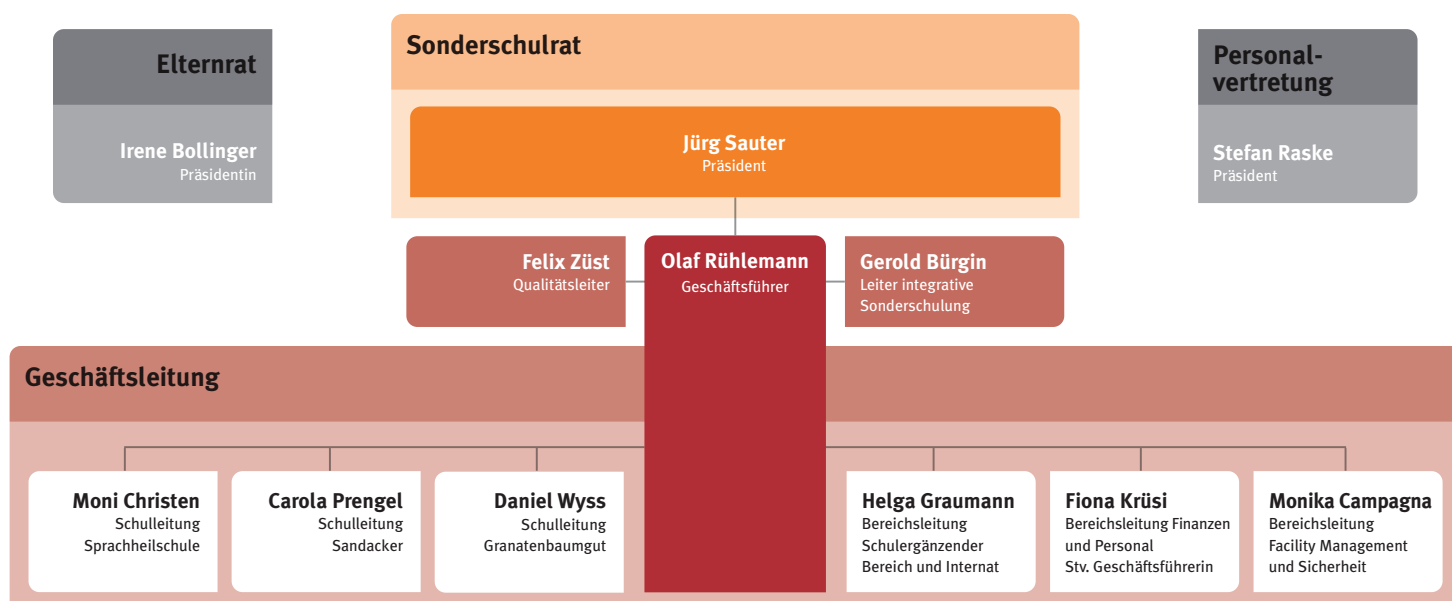 Elternrat
Irene Bollinger
Präsidentin
Sonderschulrat
Jürg Sauter
Präsident
Personal-
vertretung
Stefan Raske
Präsident
Felix Züst
Qualitätsleiter
Olaf Rühlemann
Geschäftsführer
Gerold Bürgin
Leiter integrative
Sonderschulung
Geschäftsleitung
Moni Christen
Schulleitung
Sprachheilschule
Carola Prengel
Schulleitung
Sandacker
Daniel Wyss
Schulleitung
Granatenbaumgut
Helga Graumann
Bereichsleitung
Schulergänzender
Bereich und Internat
Fiona Krüsi
Bereichsleitung Finanzen
und Personal
Stv. Geschäftsführerin
Monika Campagna
Bereichsleitung
Facility Management
und Sicherheit